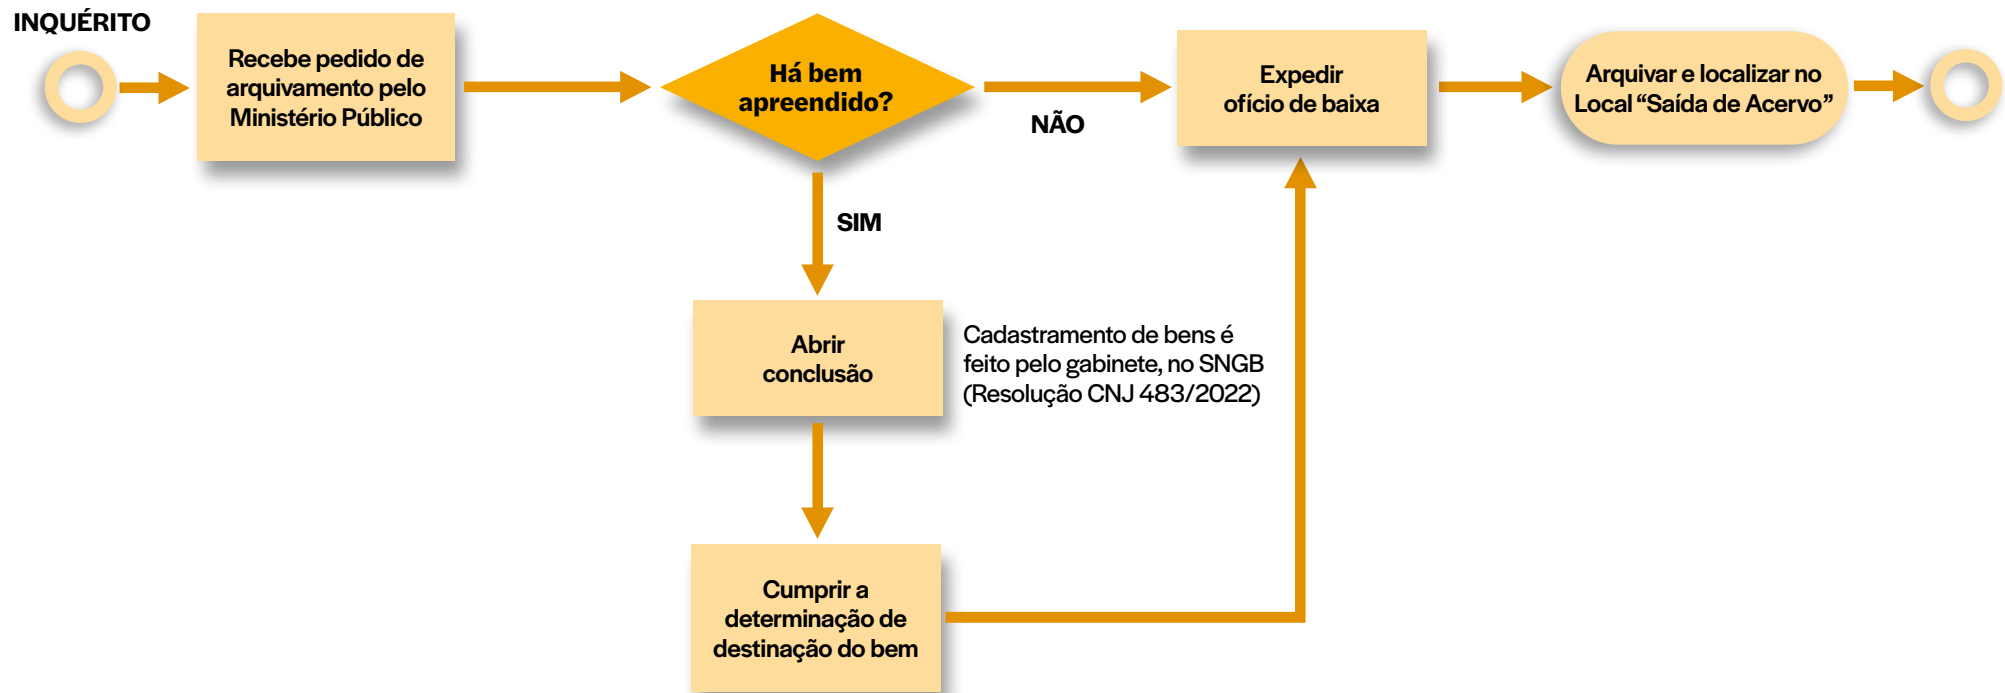 INQUÉRITO
Recebe pedido de
arquivamento pelo
Ministério Público
Há bem
apreendido?
NÃO
Expedir
ofício de baixa
Arquivar e localizar no
Local “Saída de Acervo”
SIM
Abrir
conclusão
Cadastramento de bens é
feito pelo gabinete, no SNGB
(Resolução CNJ 483/2022)
Cumprir a
determinação de
destinação do bem